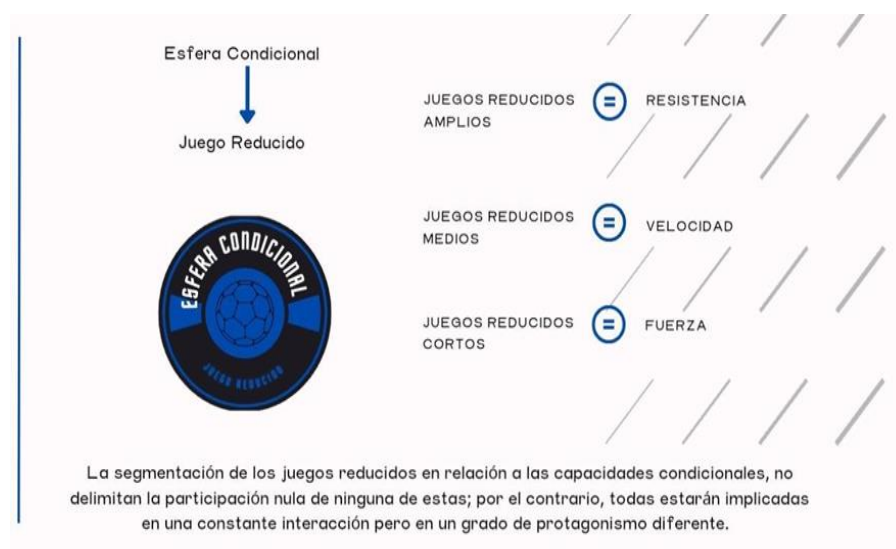 Esfera Condicional
Juego Reducido
ESFERA CONDICIONAL
JUEGO REDUCIDO
JUEGOS REDUCIDOS
AMPLIOS
=
RESISTENCIA
JUEGOS REDUCIDOS
MEDIOS
=
VELOCIDAD
JUEGOS REDUCIDOS
CORTOS
=
FUERZA
La segmentación de los juegos reducidos en relación a las capacidades condicionales, no
delimitan la participación nula de ninguna de estas; por el contrario, todas estarán implicadas
en una constante interacción pero en un grado de protagonismo diferente.